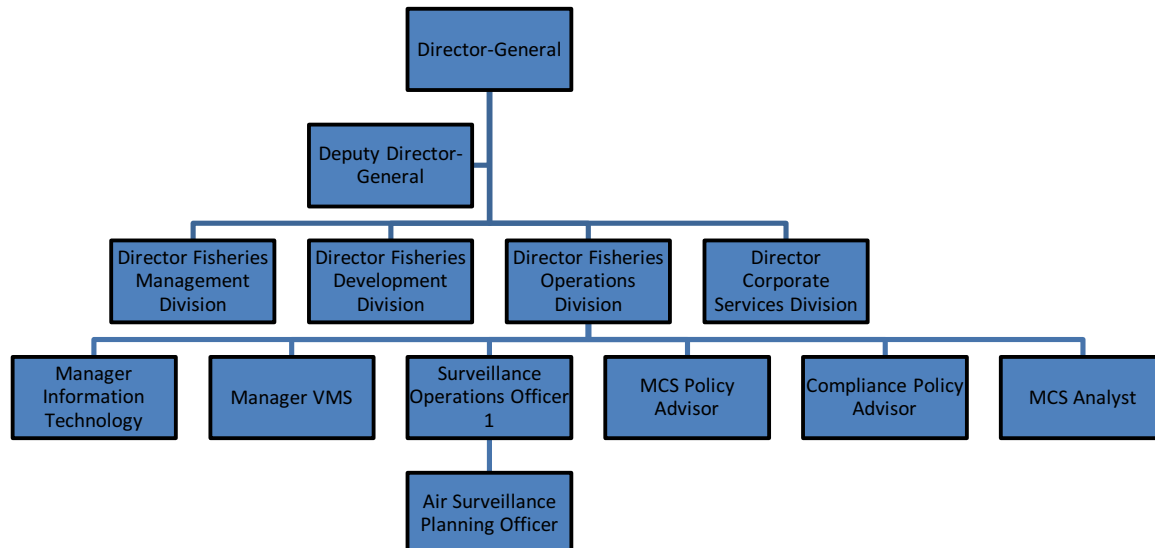 Director-General
Deputy Director-
General
Director Fisheries
Management
Division
Director Fisheries
Development
Division
Director Fisheries
Operations
Division
Director
Corporate
Services Division
Manager
Information
Technology
Manager VMS
Surveillance
Operations Officer
1
MCS Policy
Advisor
Compliance Policy
Advisor
MCS Analyst
Air Surveillance
Planning Officer